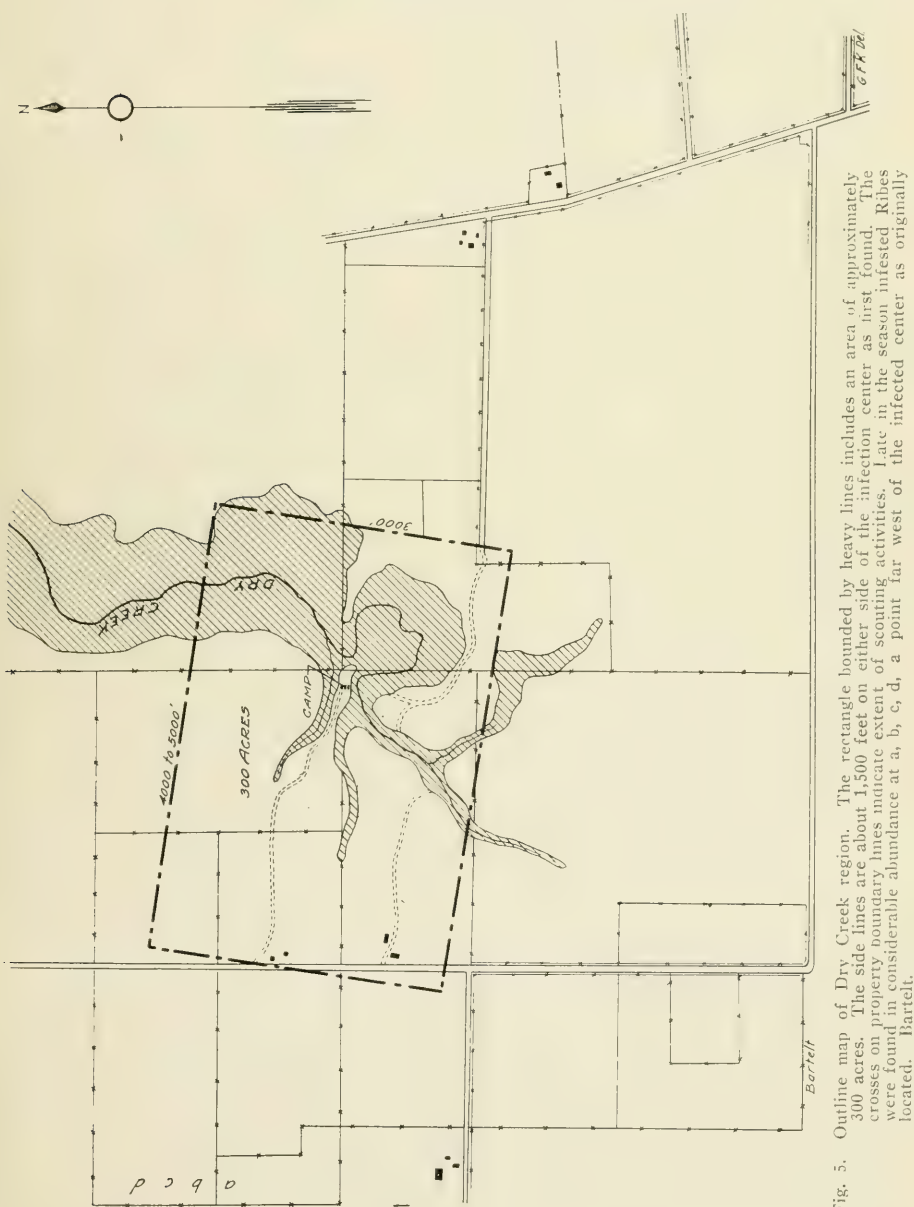 N
4000 to 5000'
300 ACRES
CAMP
DRY
CREEK
3000'
a b c d
Bartelt
G F K Del.
Fig. 5. Outline map of Dry Creek region. The rectangle bounded by heavy lines includes an area of approximately
300 acres. The side lines are about 1,500 feet on either side of the infection center as first found. The
crosses on property boundary lines indicate extent of scouting activities. Late in the season infested Ribes
were found in considerable abundance at a, b, c, d, a point far west of the infected center as originally
located. Bartelt.